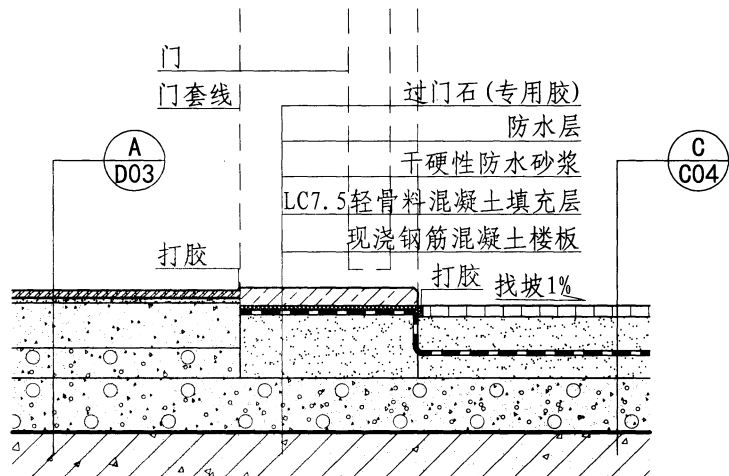 门
门套线
过门石(专用胶)
防水层
干硬性防水砂浆
LC7.5轻骨料混凝土填充层
现浇钢筋混凝土楼板
A
D03
C
C04
打胶
打胶
找坡1%